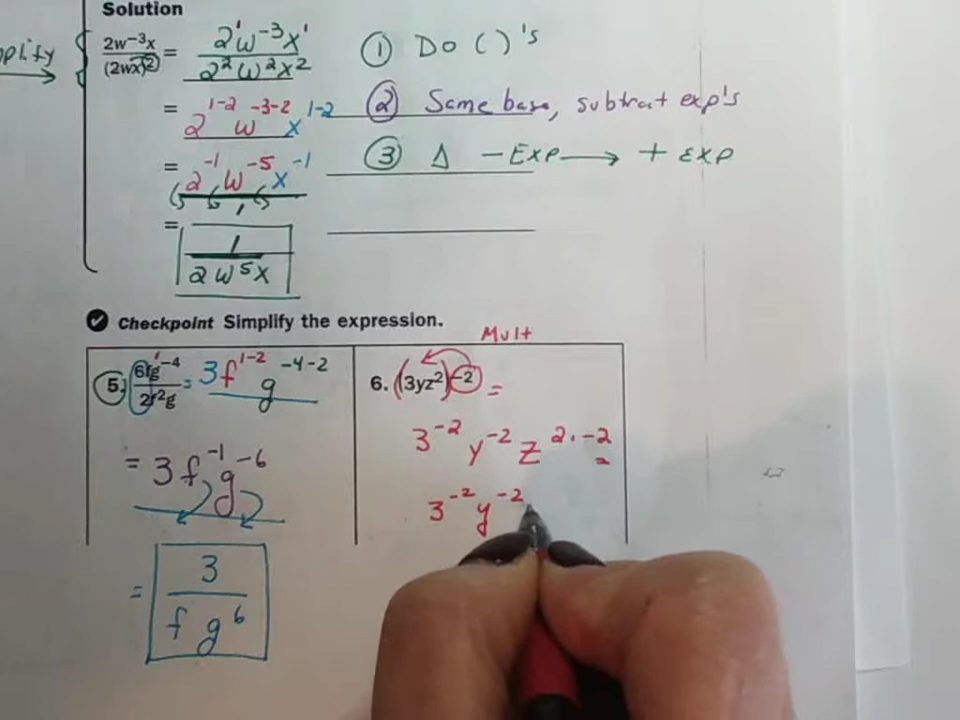 Solution
plify
2w⁻³x / (2wx)² = 2¹w⁻³x¹ / 2²w²x²
① Do ( )'s
= 2¹⁻² w⁻³⁻² x¹⁻²
② Same base, subtract exp's
= 2⁻¹ w⁻⁵ x⁻¹
③ Δ – Exp → + exp
1
= 1 / 2w⁵x
Checkpoint Simplify the expression.
Mult
5. 6fg⁻⁴ / 2f²g = 3f¹⁻² g⁻⁴⁻²
= 3f⁻¹g⁻⁶
= 3 / f g⁶
6. (3yz²)⁻² =
3⁻² y⁻² z²·⁻²
3⁻² y⁻²